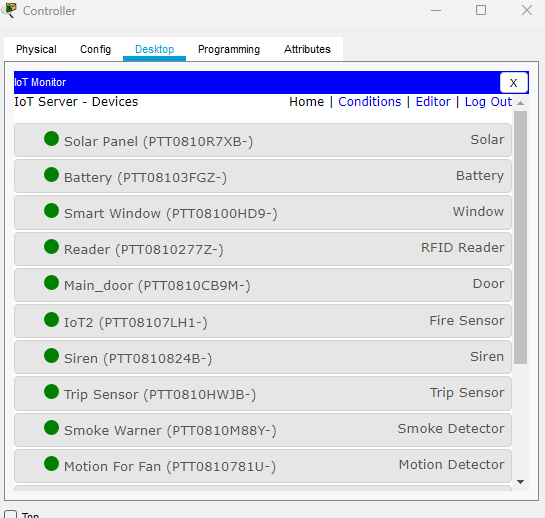 Controller
Physical Config Desktop Programming Attributes
IoT Monitor X
IoT Server - Devices Home | Conditions | Editor | Log Out
Solar Panel (PTT0810R7XB-) Solar
Battery (PTT08103FGZ-) Battery
Smart Window (PTT08100HD9-) Window
Reader (PTT0810277Z-) RFID Reader
Main_door (PTT0810CB9M-) Door
IoT2 (PTT08107LH1-) Fire Sensor
Siren (PTT0810824B-) Siren
Trip Sensor (PTT0810HWJB-) Trip Sensor
Smoke Warner (PTT0810M88Y-) Smoke Detector
Motion For Fan (PTT0810781U-) Motion Detector
Top